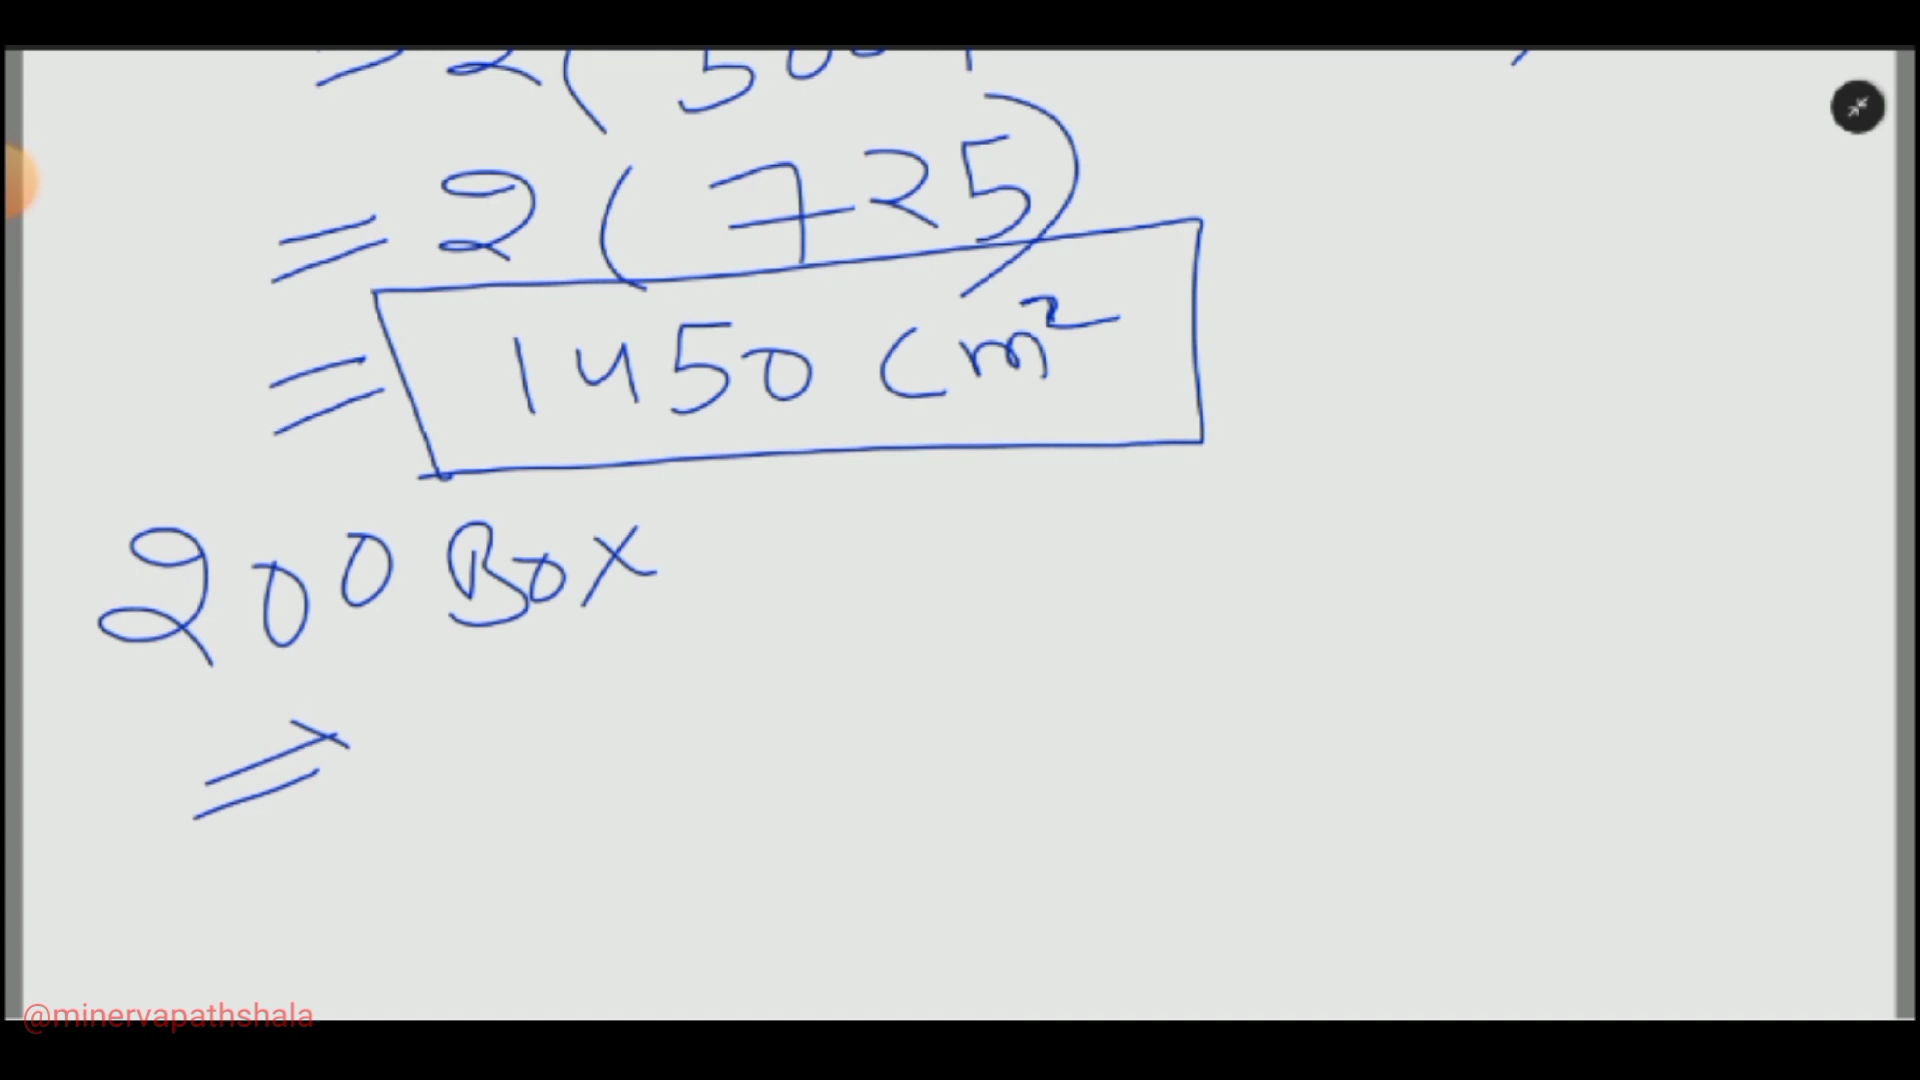 = 2 ( 725 )
= 1450 cm²
200 Box
⇒
@minervapathshala